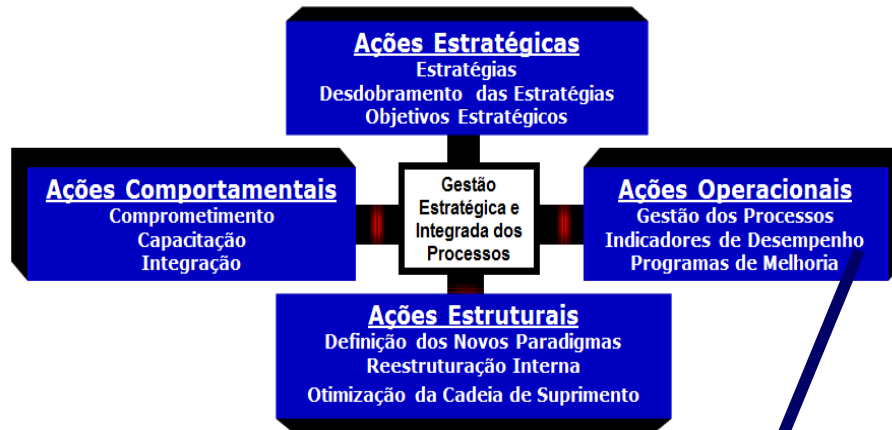 Ações Estratégicas
Estratégias
Desdobramento das Estratégias
Objetivos Estratégicos
Ações Comportamentais
Comprometimento
Capacitação
Integração
Gestão
Estratégica e
Integrada dos
Processos
Ações Operacionais
Gestão dos Processos
Indicadores de Desempenho
Programas de Melhoria
Ações Estruturais
Definição dos Novos Paradigmas
Reestruturação Interna
Otimização da Cadeia de Suprimento